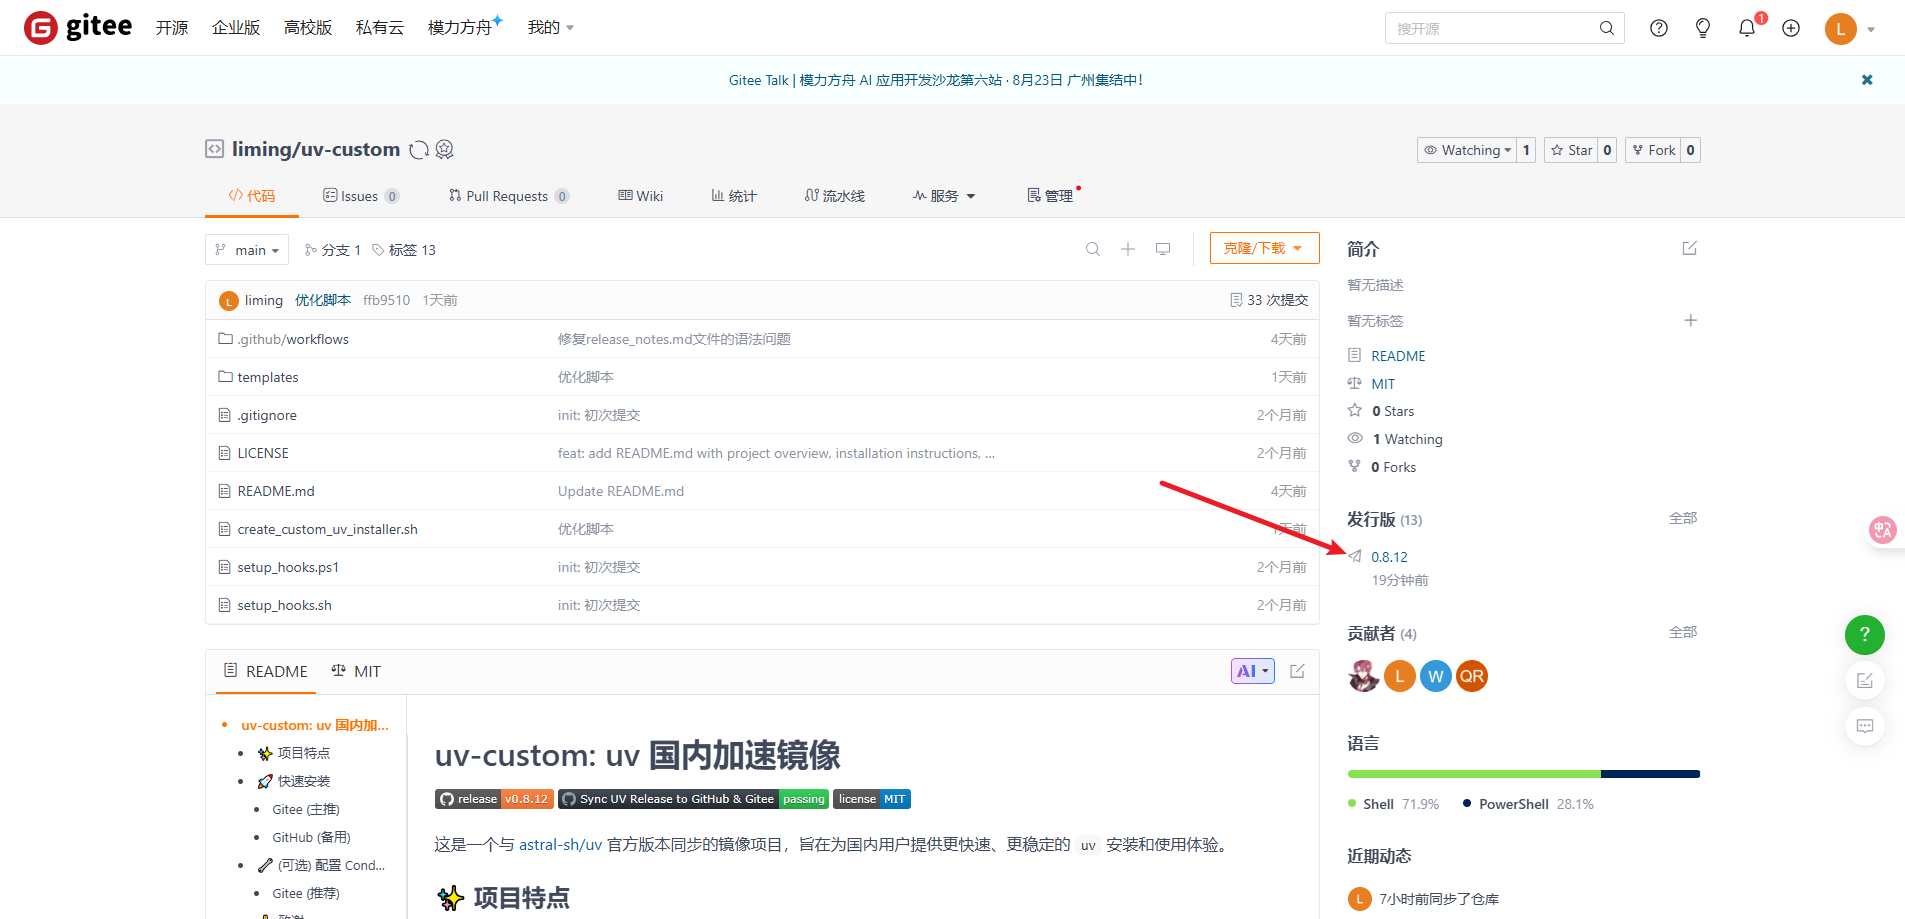 gitee 开源 企业版 高校版 私有云 模力方舟 我的 搜开源 1 L
Gitee Talk | 模力方舟 AI 应用开发沙龙第六站 · 8月23日 广州集结中!
liming/uv-custom
Watching 1 Star 0 Fork 0
代码 Issues 0 Pull Requests 0 Wiki 统计 流水线 服务 管理
main 分支 1 标签 13 克隆/下载
L liming 优化脚本 ffb9510 1天前 33 次提交
.github/workflows 修复release_notes.md文件的语法问题 4天前
templates 优化脚本 1天前
.gitignore init: 初次提交 2个月前
LICENSE feat: add README.md with project overview, installation instructions, ... 2个月前
README.md Update README.md 4天前
create_custom_uv_installer.sh 优化脚本 1天前
setup_hooks.ps1 init: 初次提交 2个月前
setup_hooks.sh init: 初次提交 2个月前
README MIT AI
uv-custom: uv 国内加...
项目特点
快速安装
Gitee (主推)
GitHub (备用)
(可选) 配置 Cond...
Gitee (推荐)
uv-custom: uv 国内加速镜像
release v0.8.12 Sync UV Release to GitHub & Gitee passing license MIT
这是一个与 astral-sh/uv 官方版本同步的镜像项目，旨在为国内用户提供更快速、更稳定的 uv 安装和使用体验。
项目特点
简介
暂无描述
暂无标签
README
MIT
0 Stars
1 Watching
0 Forks
发行版 (13) 全部
0.8.12
19分钟前
贡献者 (4) 全部
L W QR
语言
Shell 71.9% PowerShell 28.1%
近期动态
L 7小时前同步了仓库
中A
?